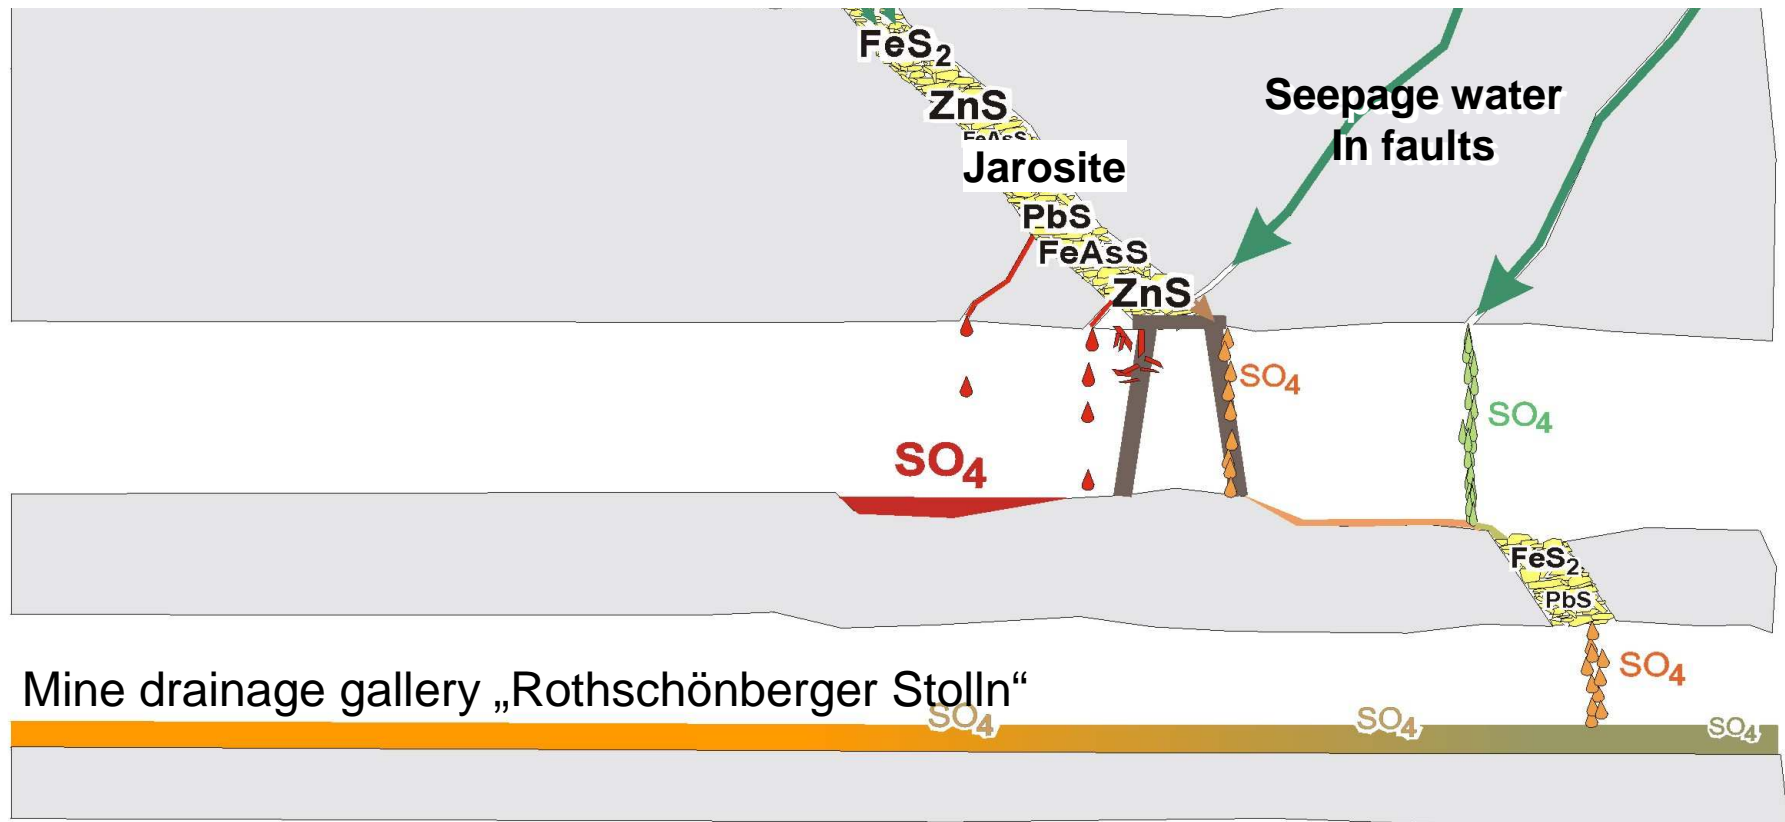 FeS₂
ZnS
FeAsS
Jarosite
PbS
FeAsS
ZnS
Seepage water
In faults
SO₄
SO₄
SO₄
FeS₂
PbS
SO₄
Mine drainage gallery „Rothschönberger Stolln“
SO₄
SO₄
SO₄